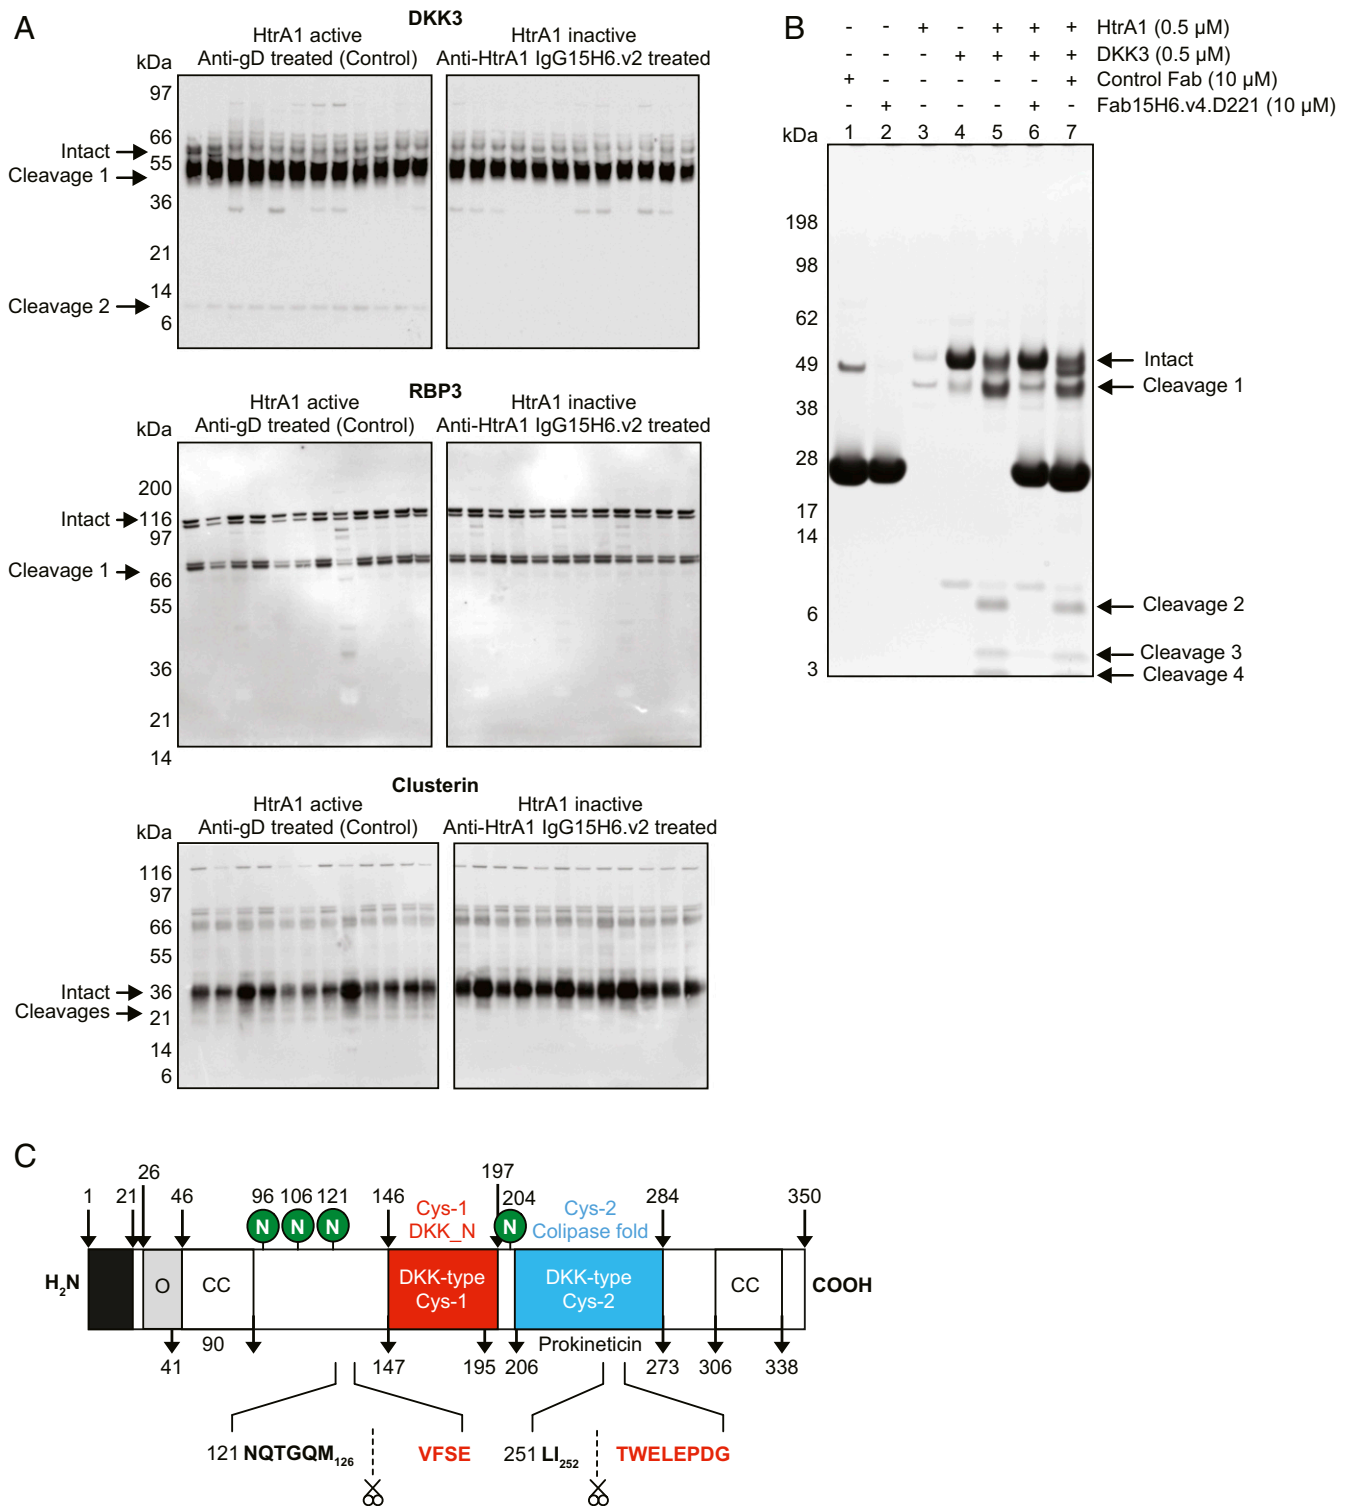 A
DKK3
HtrA1 active
Anti-gD treated (Control)
HtrA1 inactive
Anti-HtrA1 IgG15H6.v2 treated
kDa
97
66
Intact
55
Cleavage 1
36
21
14
Cleavage 2
6
RBP3
HtrA1 active
Anti-gD treated (Control)
HtrA1 inactive
Anti-HtrA1 IgG15H6.v2 treated
kDa
200
Intact 116
97
Cleavage 1
66
55
36
21
14
Clusterin
HtrA1 active
Anti-gD treated (Control)
HtrA1 inactive
Anti-HtrA1 IgG15H6.v2 treated
kDa
116
97
66
55
Intact 36
Cleavages
21
14
6
B
- - + - + + + HtrA1 (0.5 µM)
- - - + + + + DKK3 (0.5 µM)
+ - - - - - + Control Fab (10 µM)
- + - - - + - Fab15H6.v4.D221 (10 µM)
kDa 1 2 3 4 5 6 7
198
98
62
49 Intact
Cleavage 1
38
28
17
14
6 Cleavage 2
Cleavage 3
3 Cleavage 4
C
1 21 26 46 96 106 121 146 197 204 284 350
N N N N
Cys-1
DKK_N
Cys-2
Colipase fold
H2N O CC DKK-type Cys-1 DKK-type Cys-2 CC COOH
90 Prokineticin
41 147 195 206 273 306 338
121 NQTGQM126 VFSE 251 LI252 TWELEPDG